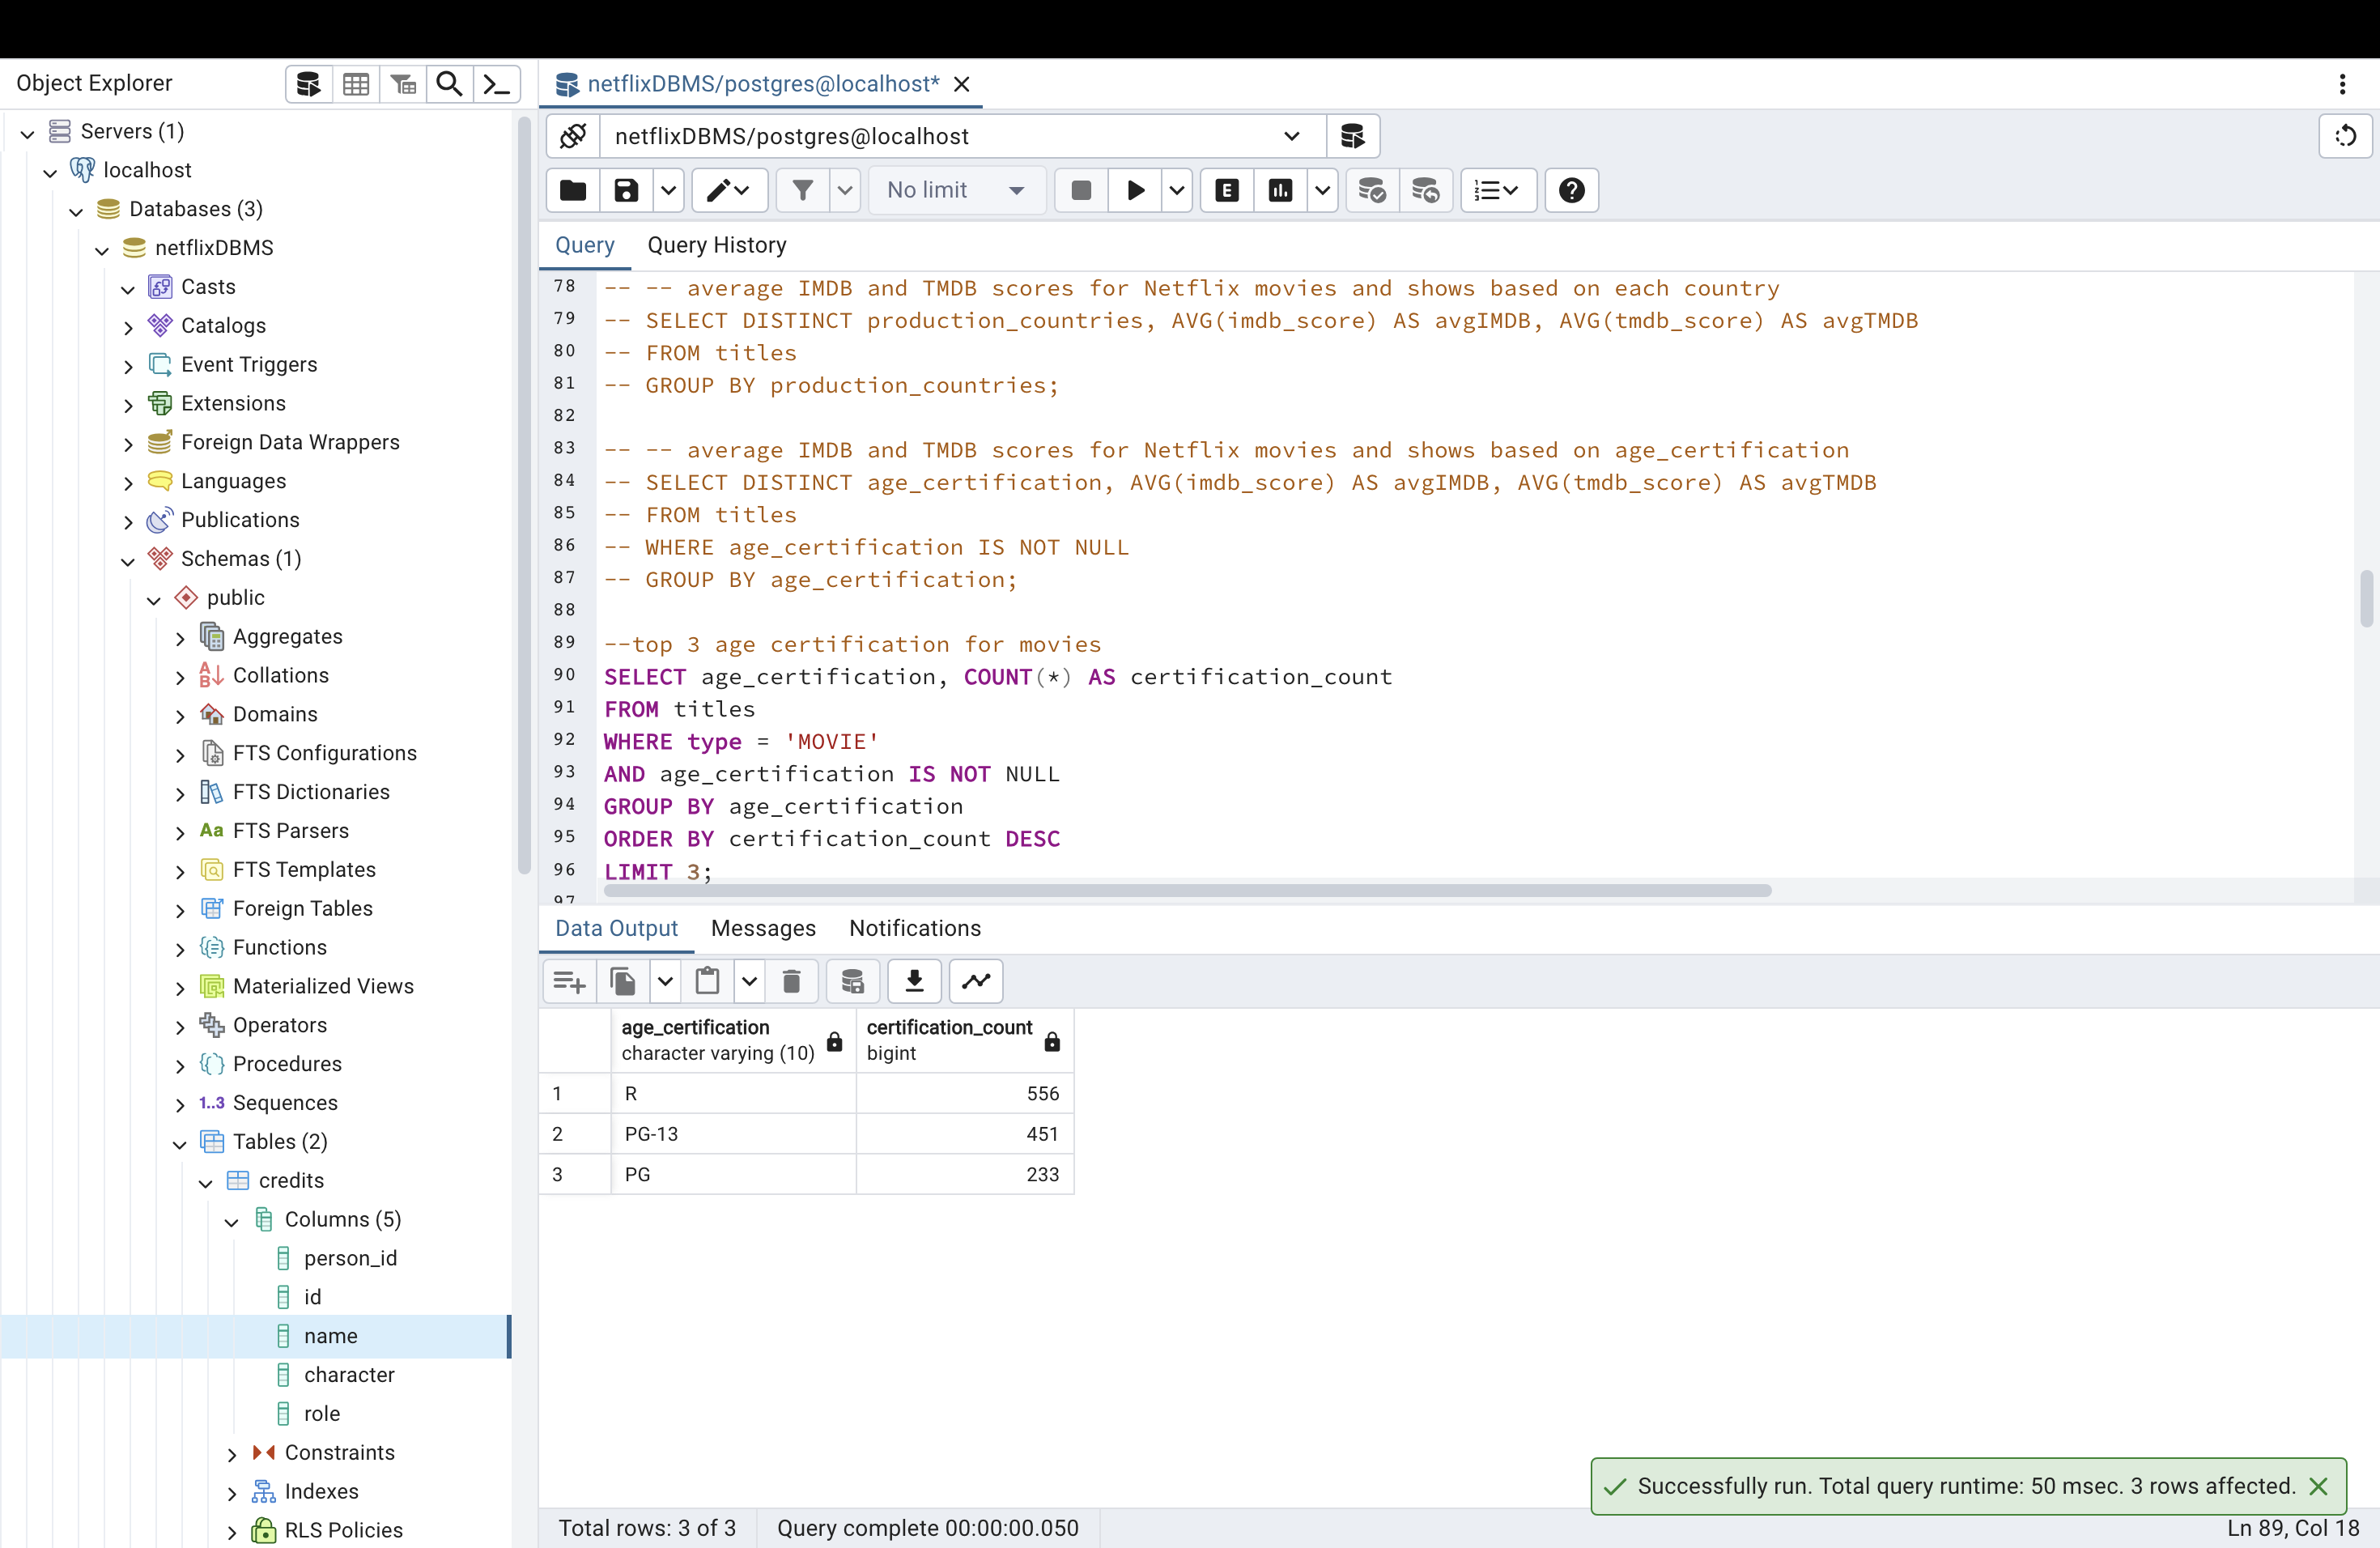 Object Explorer
Servers (1)
localhost
Databases (3)
netflixDBMS
Casts
Catalogs
Event Triggers
Extensions
Foreign Data Wrappers
Languages
Publications
Schemas (1)
public
Aggregates
Collations
Domains
FTS Configurations
FTS Dictionaries
Aa FTS Parsers
FTS Templates
Foreign Tables
Functions
Materialized Views
Operators
Procedures
1..3 Sequences
Tables (2)
credits
Columns (5)
person_id
id
name
character
role
Constraints
Indexes
RLS Policies
netflixDBMS/postgres@localhost*
netflixDBMS/postgres@localhost
No limit
E
Query Query History
78 -- -- average IMDB and TMDB scores for Netflix movies and shows based on each country
79 -- SELECT DISTINCT production_countries, AVG(imdb_score) AS avgIMDB, AVG(tmdb_score) AS avgTMDB
80 -- FROM titles
81 -- GROUP BY production_countries;
82
83 -- -- average IMDB and TMDB scores for Netflix movies and shows based on age_certification
84 -- SELECT DISTINCT age_certification, AVG(imdb_score) AS avgIMDB, AVG(tmdb_score) AS avgTMDB
85 -- FROM titles
86 -- WHERE age_certification IS NOT NULL
87 -- GROUP BY age_certification;
88
89 --top 3 age certification for movies
90 SELECT age_certification, COUNT(*) AS certification_count
91 FROM titles
92 WHERE type = 'MOVIE'
93 AND age_certification IS NOT NULL
94 GROUP BY age_certification
95 ORDER BY certification_count DESC
96 LIMIT 3;
97
Data Output Messages Notifications
age_certification certification_count
character varying (10) bigint
1 R 556
2 PG-13 451
3 PG 233
Successfully run. Total query runtime: 50 msec. 3 rows affected.
Total rows: 3 of 3 Query complete 00:00:00.050 Ln 89, Col 18